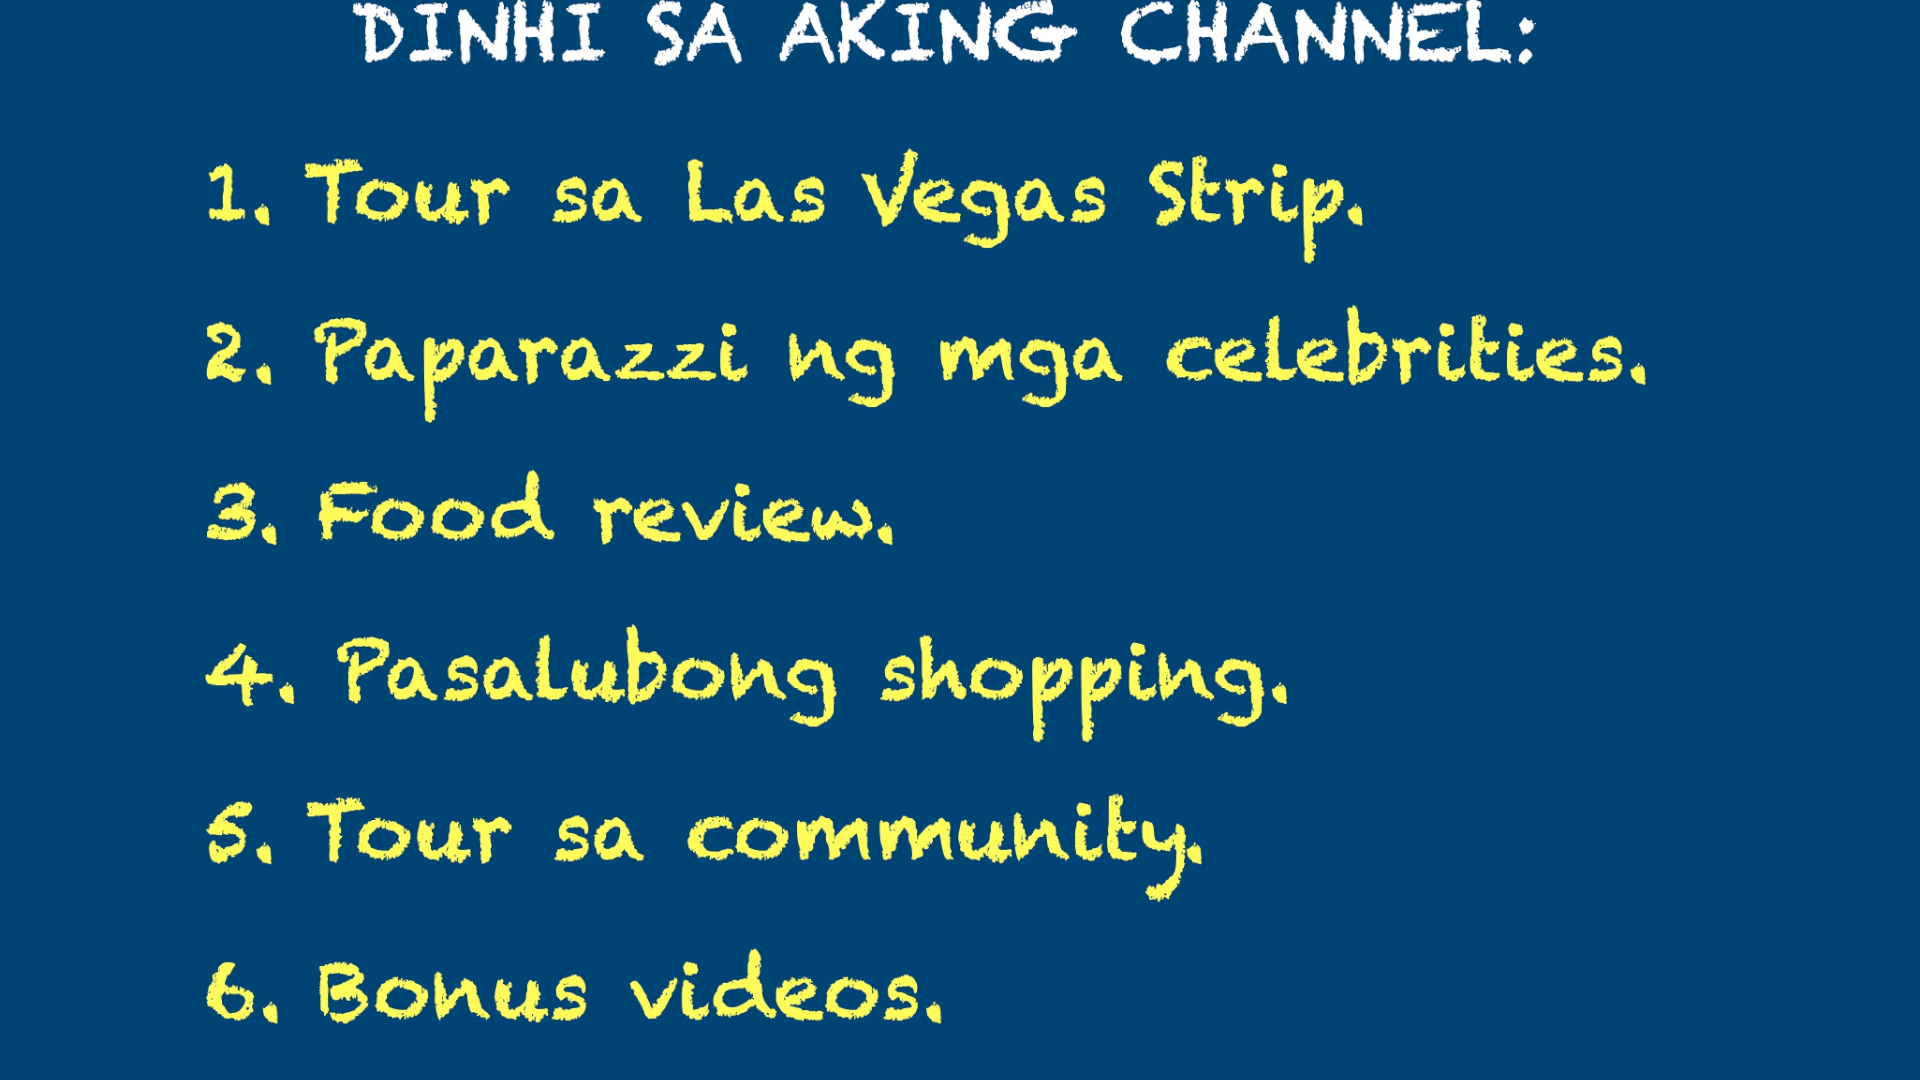 DINHI SA AKING CHANNEL:
1. Tour sa Las Vegas Strip.
2. Paparazzi ng mga celebrities.
3. Food review.
4. Pasalubong shopping.
5. Tour sa community.
6. Bonus videos.